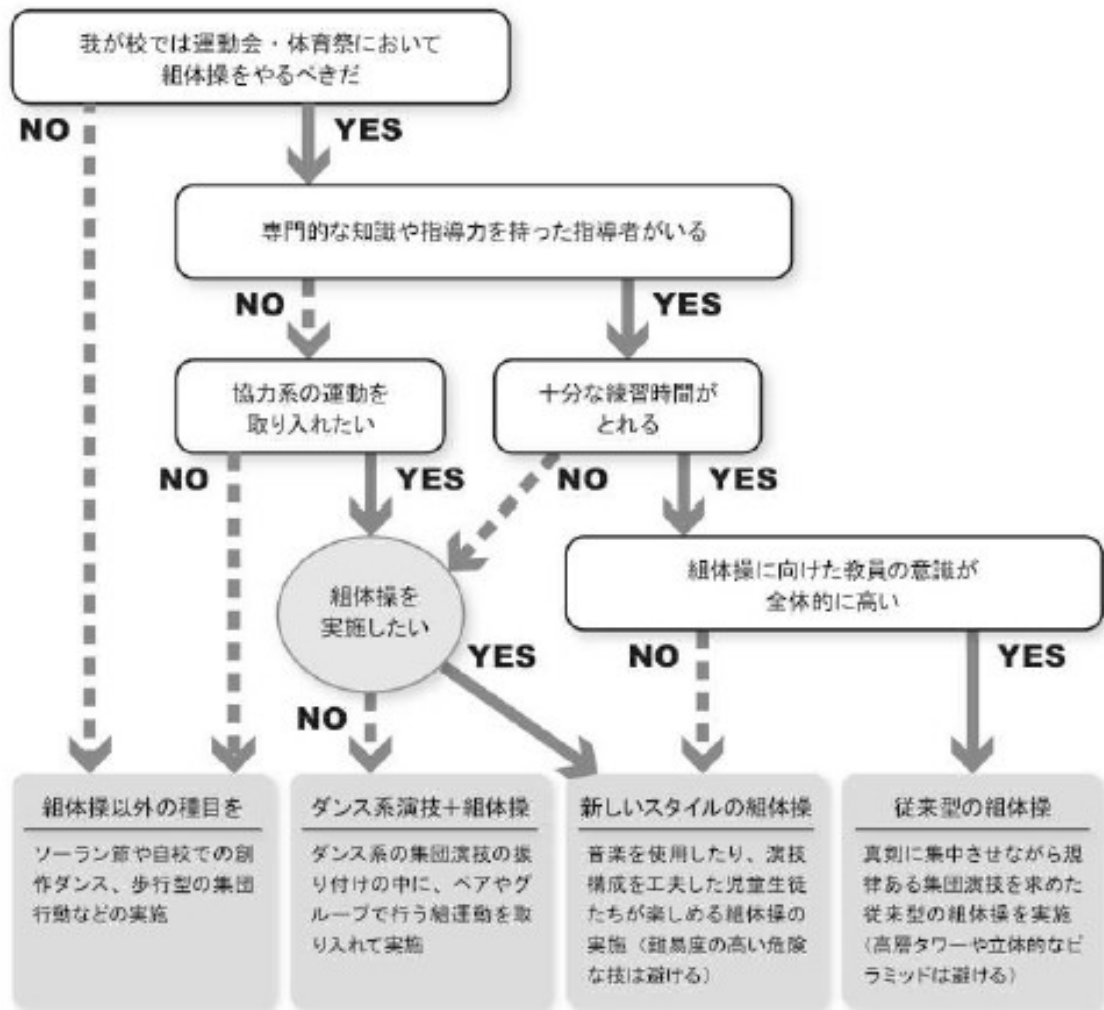 我が校では運動会・体育祭において
組体操をやるべきだ
NO
YES
専門的な知識や指導力を持った指導者がいる
NO
YES
協力系の運動を
取り入れたい
十分な練習時間が
とれる
NO
YES
NO
YES
組体操を
実施したい
組体操に向けた教員の意識が
全体的に高い
YES
NO
NO
YES
組体操以外の種目を
ソーラン節や自校での創
作ダンス、歩行型の集団
行動などの実施
ダンス系演技+組体操
ダンス系の集団演技の振
り付けの中に、ペアやグ
ループで行う組運動を取
り入れて実施
新しいスタイルの組体操
音楽を使用したり、演技
構成を工夫した児童生徒
たちが楽しめる組体操の
実施（難易度の高い危険
な技は避ける）
従来型の組体操
真剣に集中させながら規
律ある集団演技を求めた
従来型の組体操を実施
（高層タワーや立体的なピ
ラミッドは避ける）